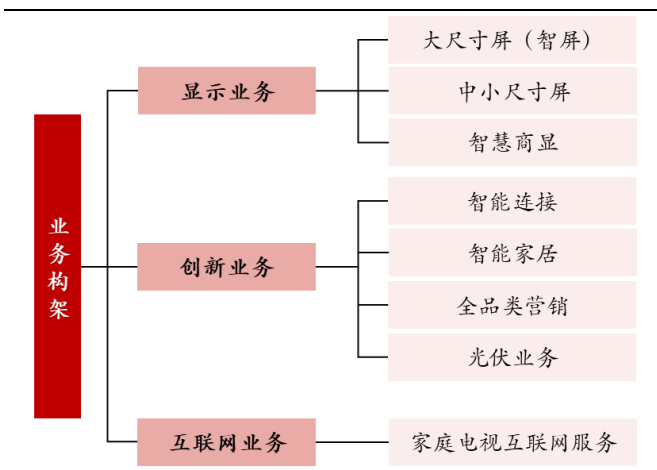 业务构架
显示业务
大尺寸屏（智屏）
中小尺寸屏
智慧商显
创新业务
智能连接
智能家居
全品类营销
光伏业务
互联网业务
家庭电视互联网服务